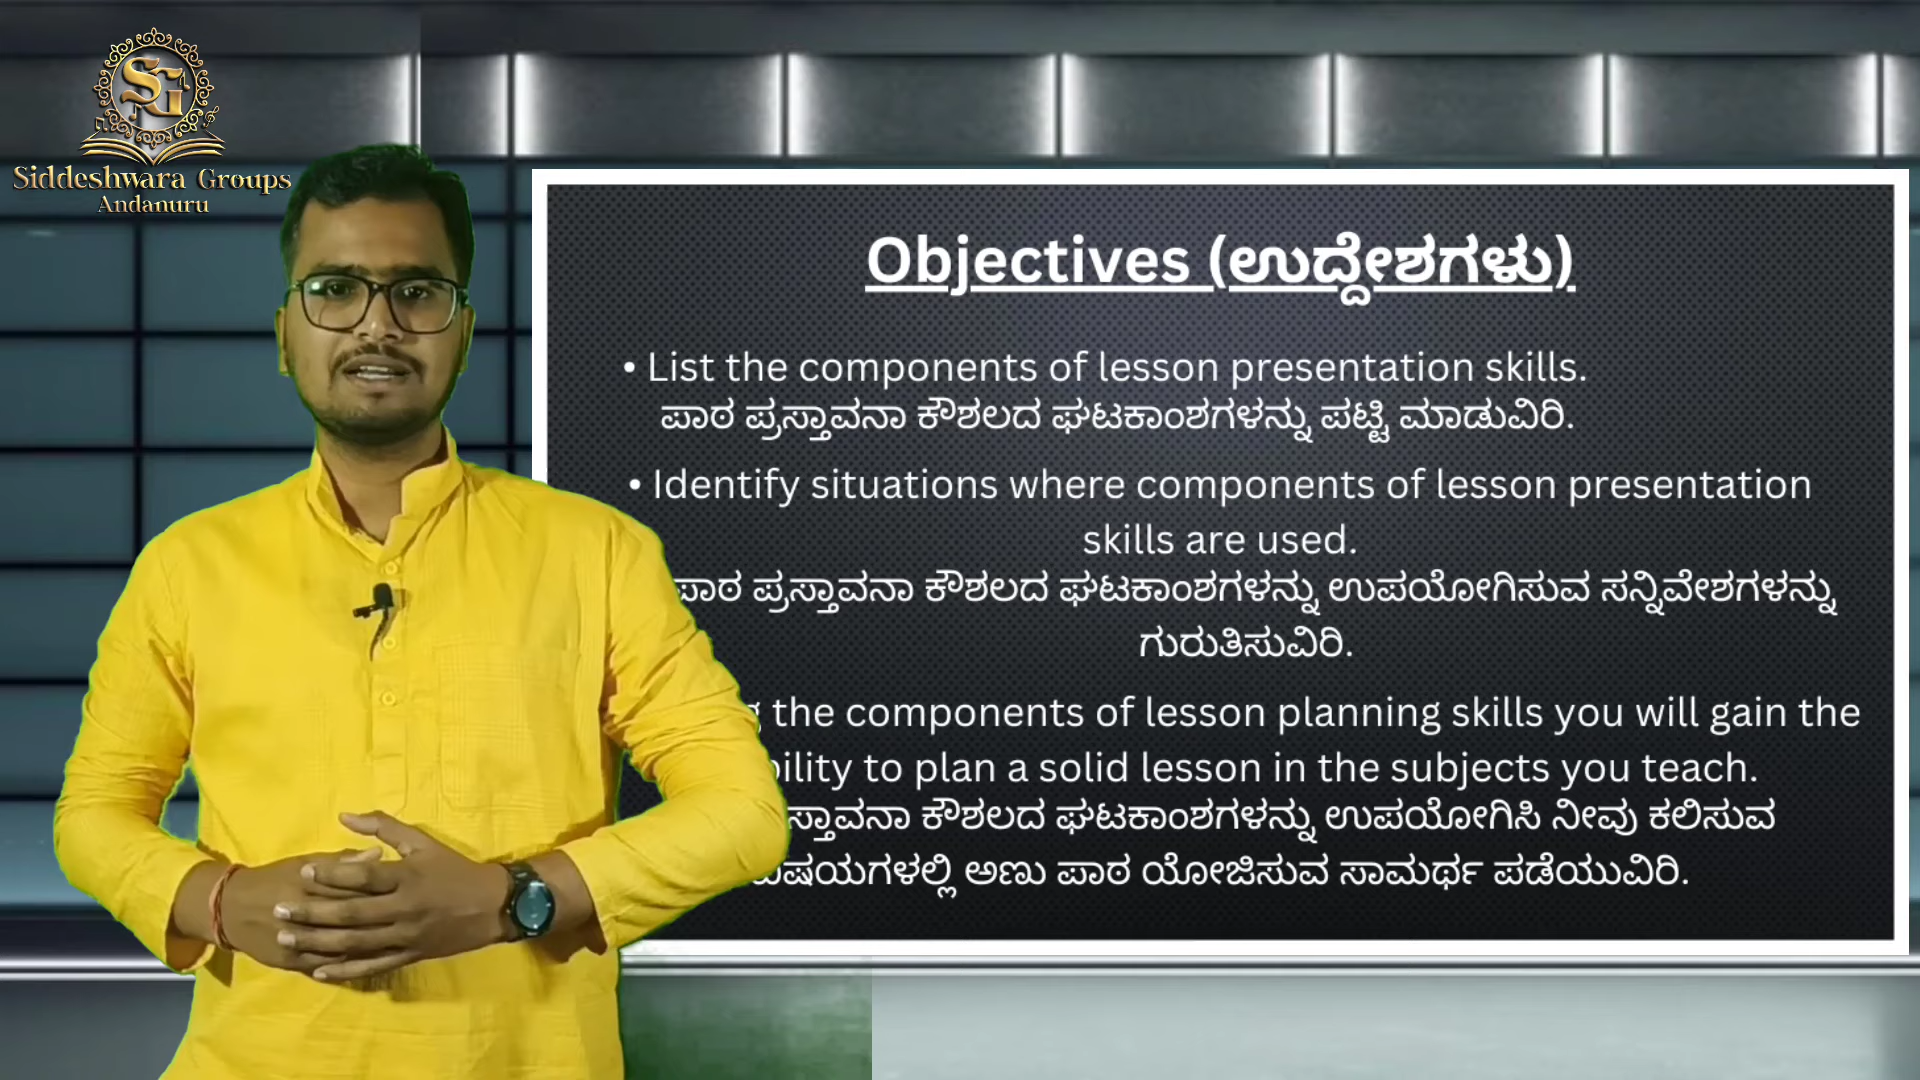 SG
Siddeshwara Groups
Andanuru
Objectives (ಉದ್ದೇಶಗಳು)
• List the components of lesson presentation skills.
ಪಾಠ ಪ್ರಸ್ತಾವನಾ ಕೌಶಲದ ಘಟಕಾಂಶಗಳನ್ನು ಪಟ್ಟಿ ಮಾಡುವಿರಿ.
• Identify situations where components of lesson presentation
skills are used.
ಪಾಠ ಪ್ರಸ್ತಾವನಾ ಕೌಶಲದ ಘಟಕಾಂಶಗಳನ್ನು ಉಪಯೋಗಿಸುವ ಸನ್ನಿವೇಶಗಳನ್ನು
ಗುರುತಿಸುವಿರಿ.
the components of lesson planning skills you will gain the
to plan a solid lesson in the subjects you teach.
ಕೌಶಲದ ಘಟಕಾಂಶಗಳನ್ನು ಉಪಯೋಗಿಸಿ ನೀವು ಕಲಿಸುವ
ವಿಷಯಗಳಲ್ಲಿ ಅಣು ಪಾಠ ಯೋಜಿಸುವ ಸಾಮರ್ಥ ಪಡೆಯುವಿರಿ.